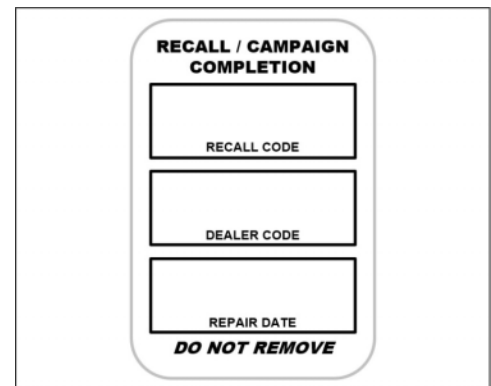 RECALL / CAMPAIGN
COMPLETION
RECALL CODE
DEALER CODE
REPAIR DATE
DO NOT REMOVE